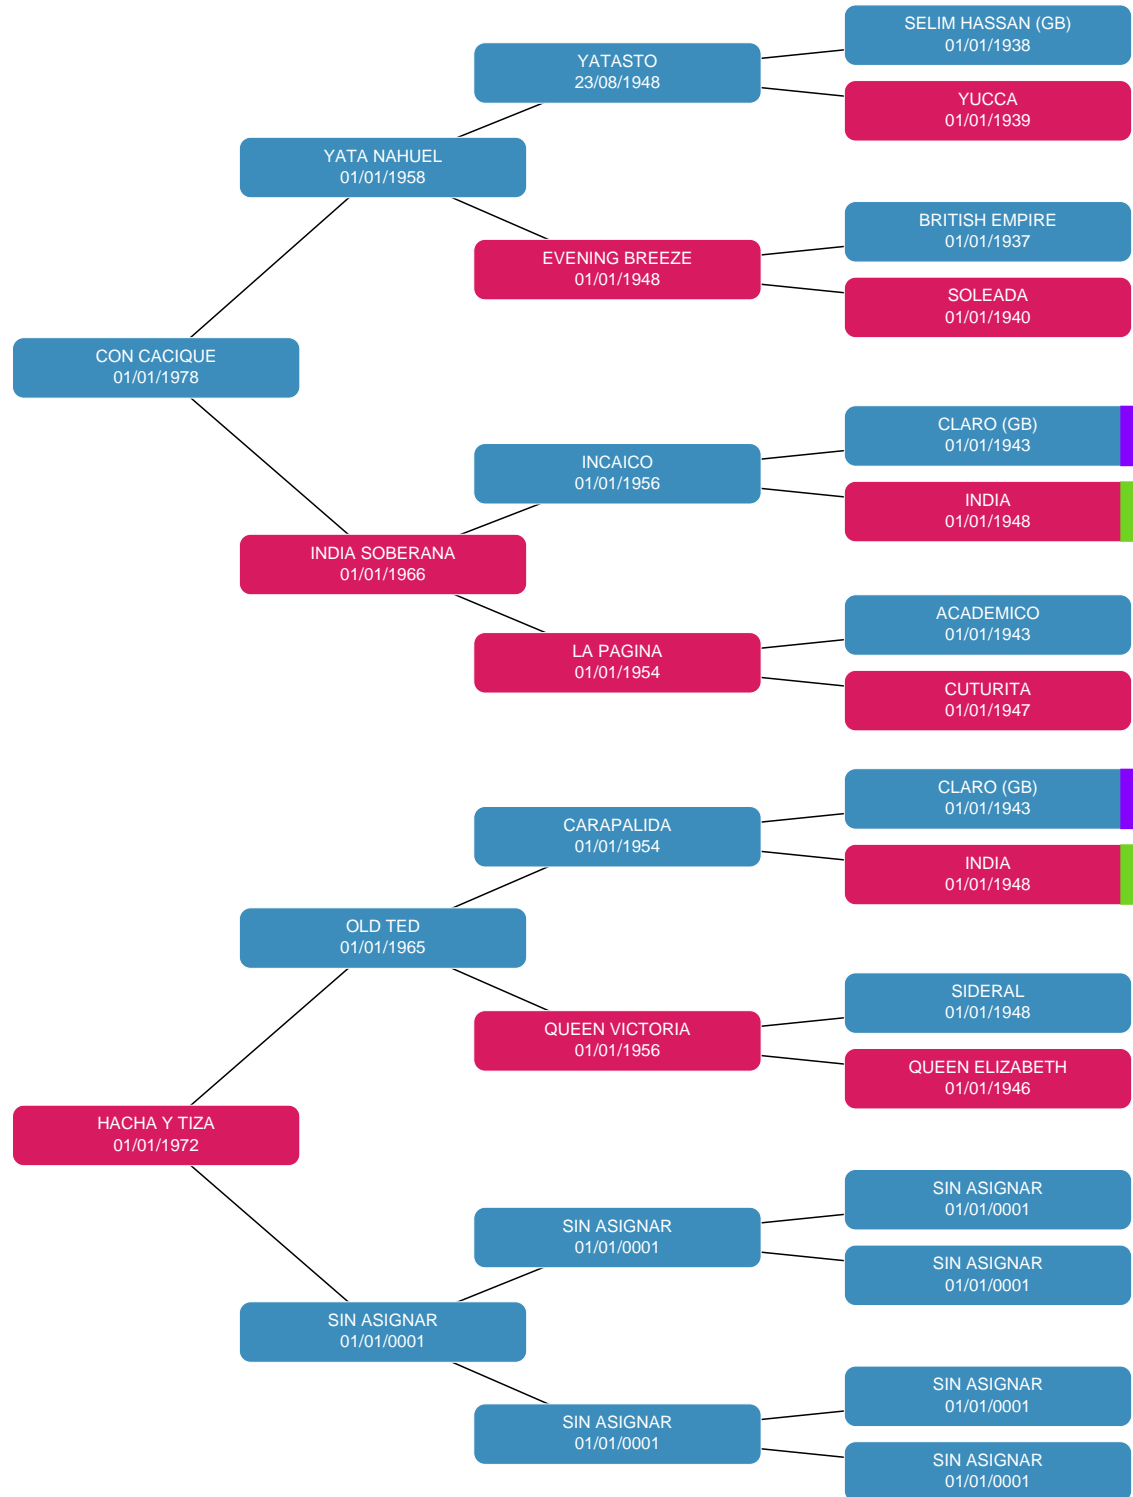 SELIM HASSAN (GB)
01/01/1938
YATASTO
23/08/1948
YUCCA
01/01/1939
YATA NAHUEL
01/01/1958
BRITISH EMPIRE
01/01/1937
EVENING BREEZE
01/01/1948
SOLEADA
01/01/1940
CON CACIQUE
01/01/1978
CLARO (GB)
01/01/1943
INCAICO
01/01/1956
INDIA
01/01/1948
INDIA SOBERANA
01/01/1966
ACADEMICO
01/01/1943
LA PAGINA
01/01/1954
CUTURITA
01/01/1947
CLARO (GB)
01/01/1943
CARAPALIDA
01/01/1954
INDIA
01/01/1948
OLD TED
01/01/1965
SIDERAL
01/01/1948
QUEEN VICTORIA
01/01/1956
QUEEN ELIZABETH
01/01/1946
HACHA Y TIZA
01/01/1972
SIN ASIGNAR
01/01/0001
SIN ASIGNAR
01/01/0001
SIN ASIGNAR
01/01/0001
SIN ASIGNAR
01/01/0001
SIN ASIGNAR
01/01/0001
SIN ASIGNAR
01/01/0001
SIN ASIGNAR
01/01/0001